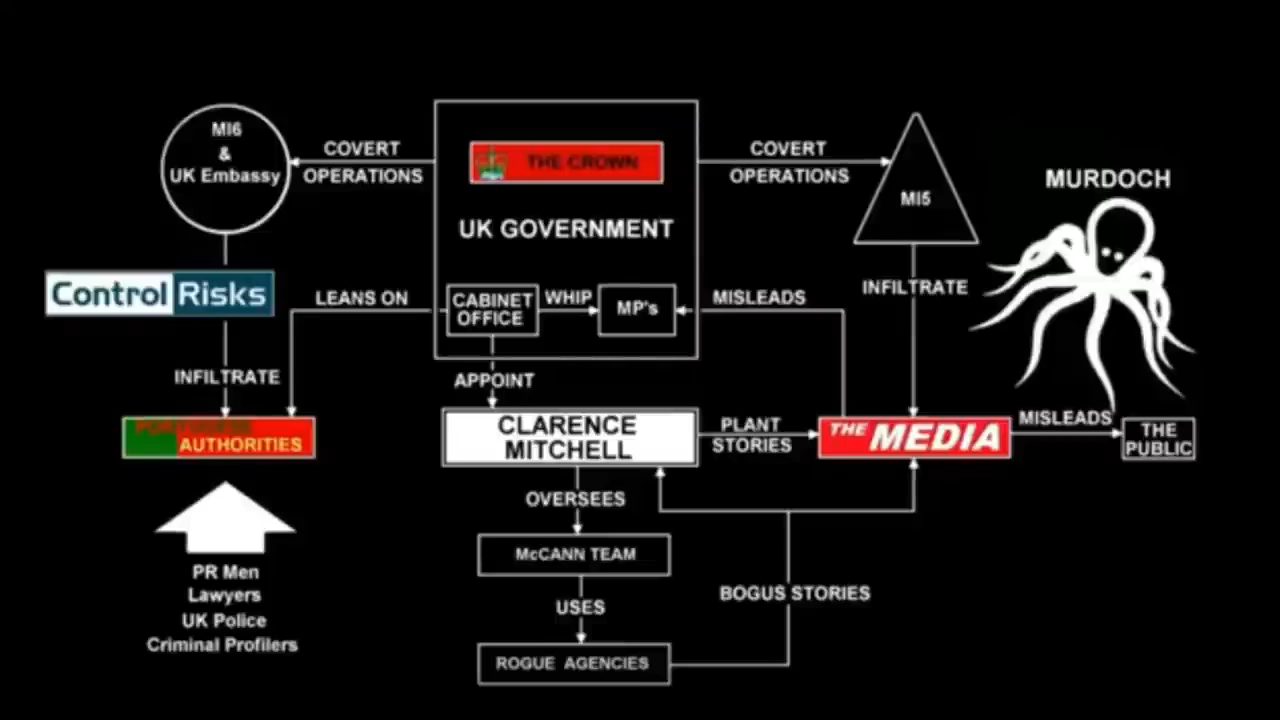 MI6
&
UK Embassy
COVERT
OPERATIONS
THE CROWN
UK GOVERNMENT
COVERT
OPERATIONS
MI5
MURDOCH
Control Risks
LEANS ON
CABINET
OFFICE
WHIP
MP's
MISLEADS
INFILTRATE
INFILTRATE
APPOINT
PORTUGUESE
AUTHORITIES
CLARENCE
MITCHELL
PLANT
STORIES
THE MEDIA
MISLEADS
THE
PUBLIC
OVERSEES
McCANN TEAM
USES
ROGUE AGENCIES
BOGUS STORIES
PR Men
Lawyers
UK Police
Criminal Profilers